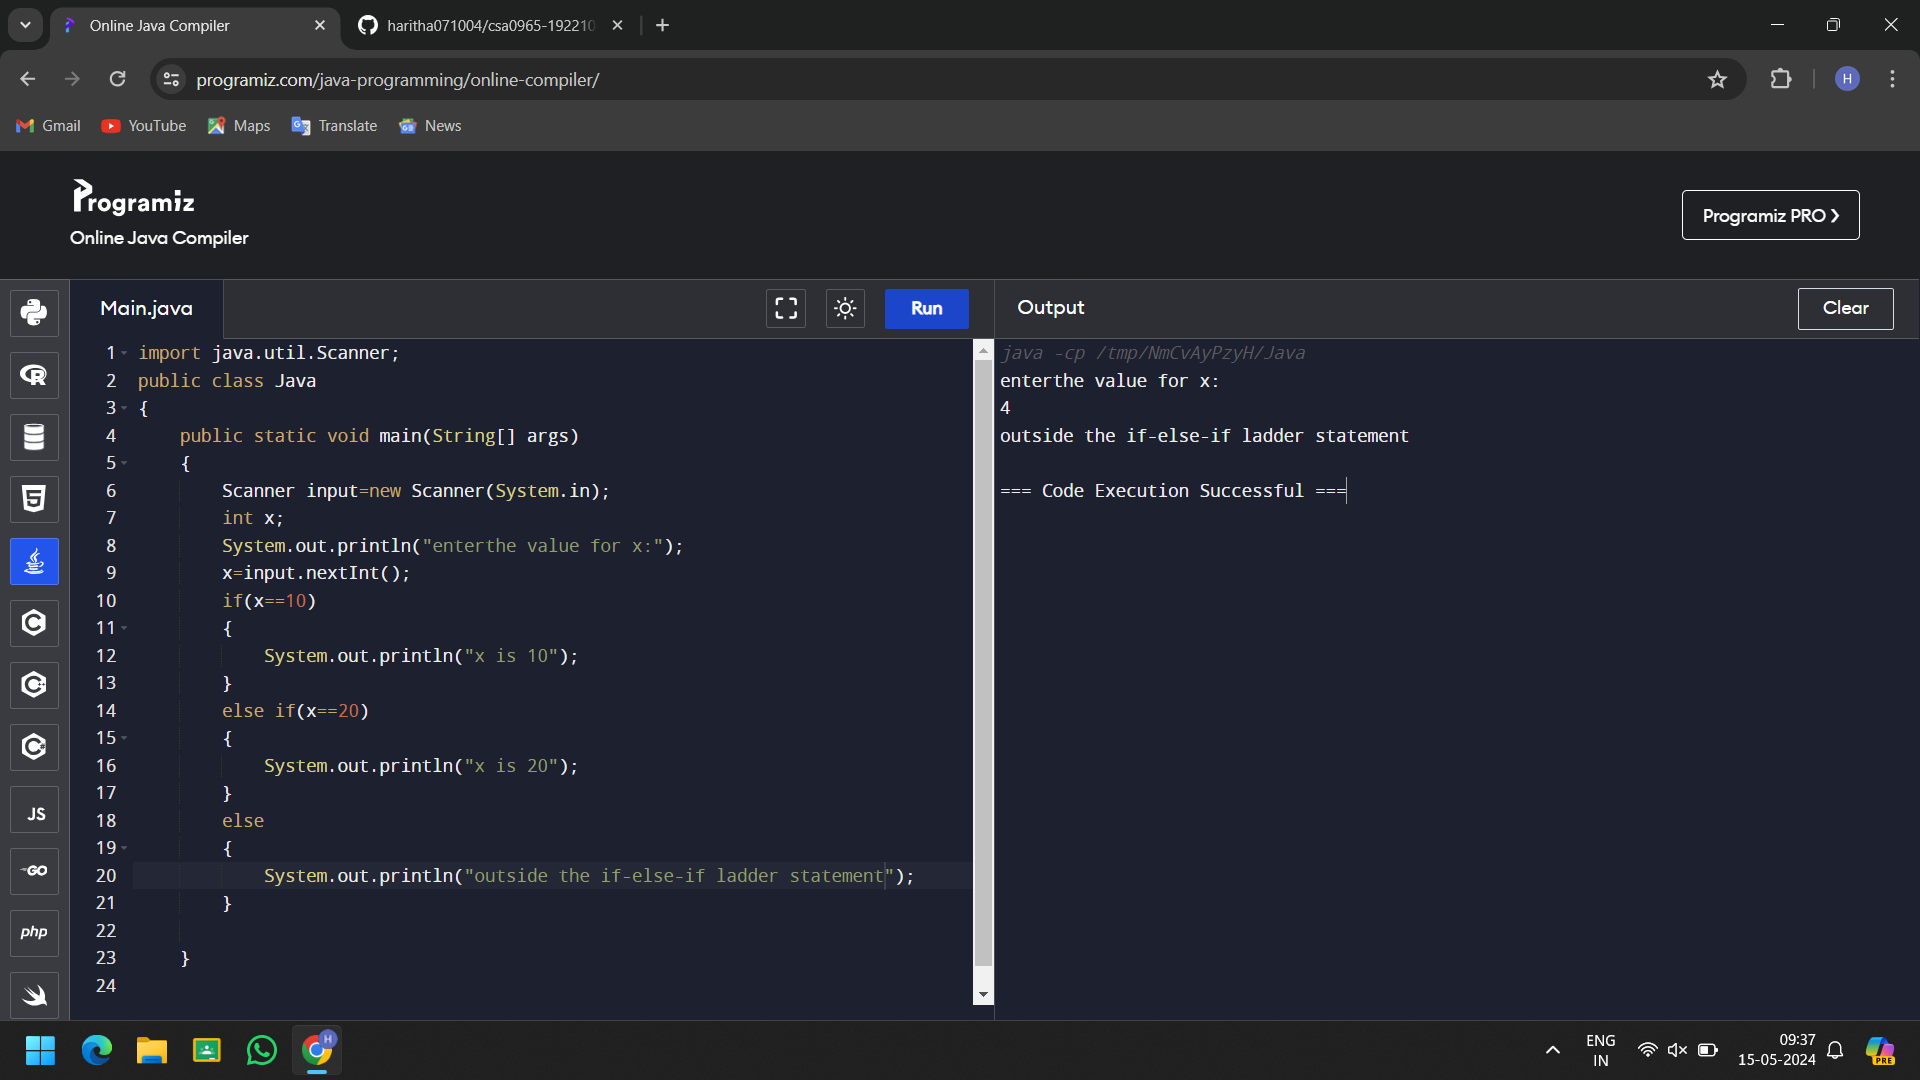 Online Java Compiler
haritha071004/csa0965-192210
programiz.com/java-programming/online-compiler/
H
Gmail
YouTube
Maps
Translate
News
Programiz
Online Java Compiler
Programiz PRO ❯
Main.java
Run
Output
Clear
1 import java.util.Scanner;
2 public class Java
3 {
4 public static void main(String[] args)
5 {
6 Scanner input=new Scanner(System.in);
7 int x;
8 System.out.println("enterthe value for x:");
9 x=input.nextInt();
10 if(x==10)
11 {
12 System.out.println("x is 10");
13 }
14 else if(x==20)
15 {
16 System.out.println("x is 20");
17 }
18 else
19 {
20 System.out.println("outside the if-else-if ladder statement");
21 }
22
23 }
24
java -cp /tmp/NmCvAyPzyH/Java
enterthe value for x:
4
outside the if-else-if ladder statement
=== Code Execution Successful ===
R
5
C
C
C
JS
GO
php
H
ENG
IN
09:37
15-05-2024
PRE